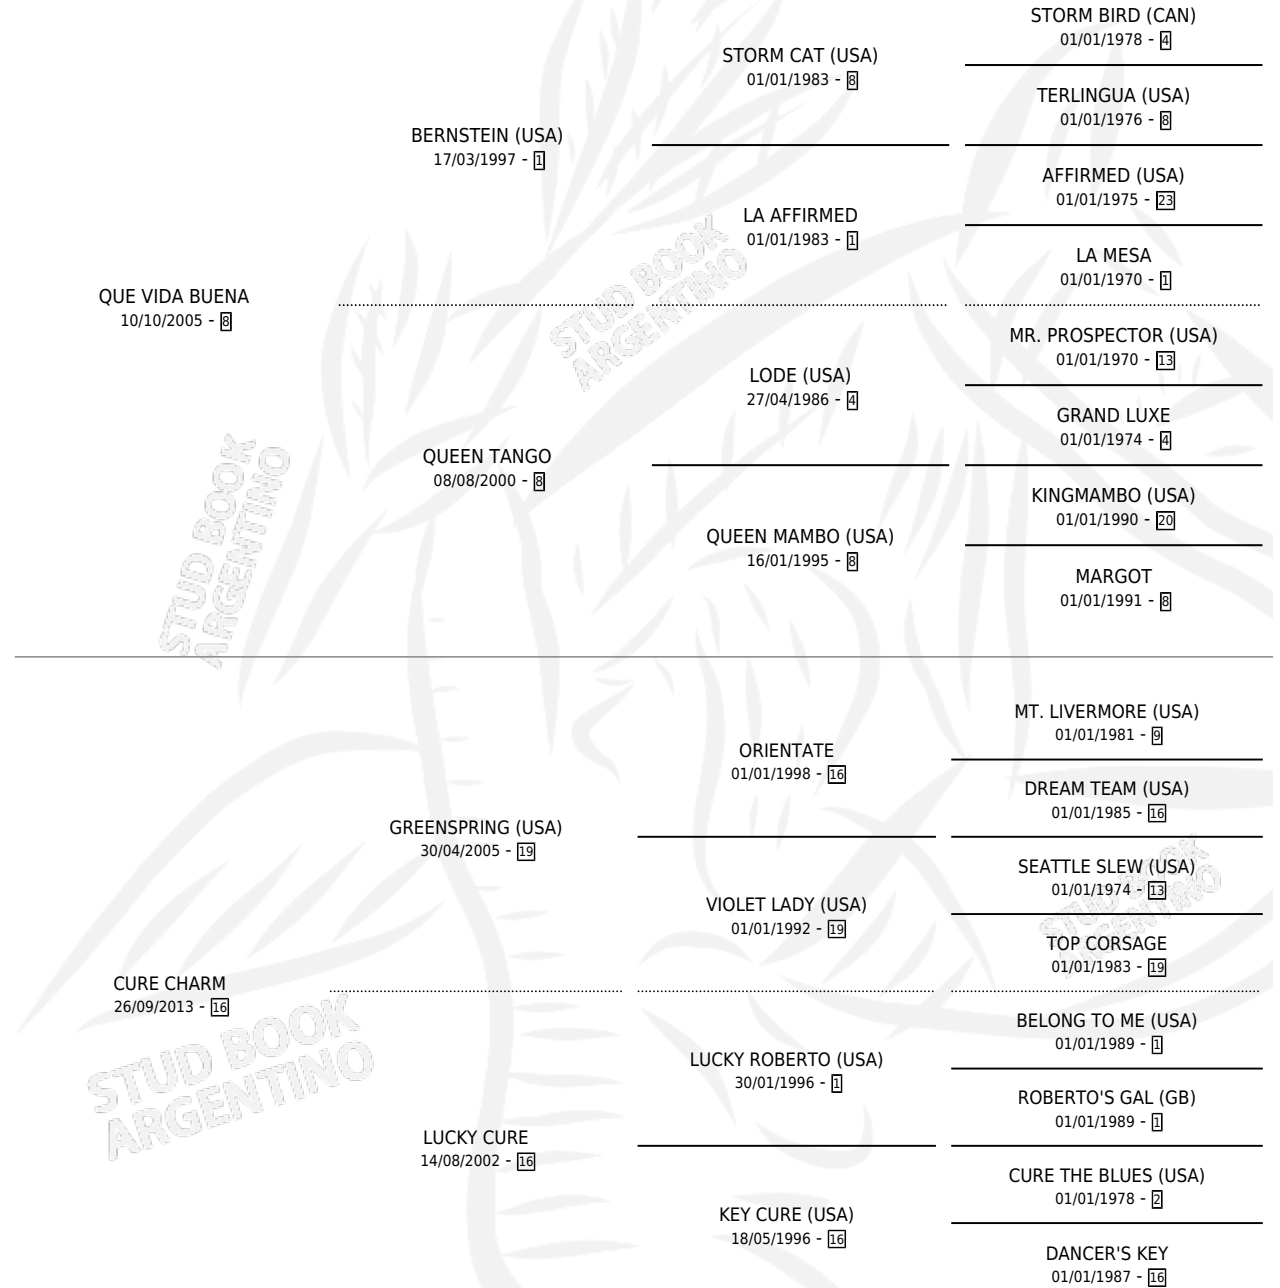 STORM BIRD (CAN)
01/01/1978 - 4
STORM CAT (USA)
01/01/1983 - 8
TERLINGUA (USA)
01/01/1976 - 8
BERNSTEIN (USA)
17/03/1997 - 1
AFFIRMED (USA)
01/01/1975 - 23
LA AFFIRMED
01/01/1983 - 1
LA MESA
01/01/1970 - 1
QUE VIDA BUENA
10/10/2005 - 8
STUD BOOK
ARGENTINO
MR. PROSPECTOR (USA)
01/01/1970 - 13
LODE (USA)
27/04/1986 - 4
GRAND LUXE
01/01/1974 - 4
QUEEN TANGO
08/08/2000 - 8
KINGMAMBO (USA)
01/01/1990 - 20
QUEEN MAMBO (USA)
16/01/1995 - 8
MARGOT
01/01/1991 - 8
STUD BOOK
ARGENTINO
MT. LIVERMORE (USA)
01/01/1981 - 9
ORIENTATE
01/01/1998 - 16
DREAM TEAM (USA)
01/01/1985 - 16
GREENSPRING (USA)
30/04/2005 - 19
SEATTLE SLEW (USA)
01/01/1974 - 13
STUD BOOK
ARGENTINO
VIOLET LADY (USA)
01/01/1992 - 19
TOP CORSAGE
01/01/1983 - 19
CURE CHARM
26/09/2013 - 16
STUD BOOK
ARGENTINO
BELONG TO ME (USA)
01/01/1989 - 1
LUCKY ROBERTO (USA)
30/01/1996 - 1
ROBERTO'S GAL (GB)
01/01/1989 - 1
LUCKY CURE
14/08/2002 - 16
CURE THE BLUES (USA)
01/01/1978 - 2
KEY CURE (USA)
18/05/1996 - 16
DANCER'S KEY
01/01/1987 - 16